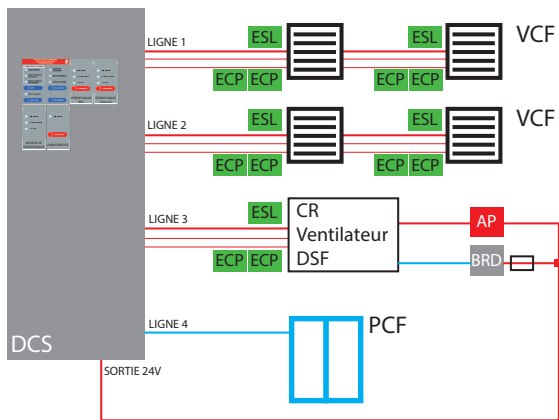 LIGNE 1
ESL
ESL
VCF
ECP ECP
ECP ECP
LIGNE 2
ESL
ESL
VCF
ECP ECP
ECP ECP
LIGNE 3
ESL
CR
Ventilateur
DSF
AP
ECP ECP
BRD
LIGNE 4
PCF
DCS
SORTIE 24V